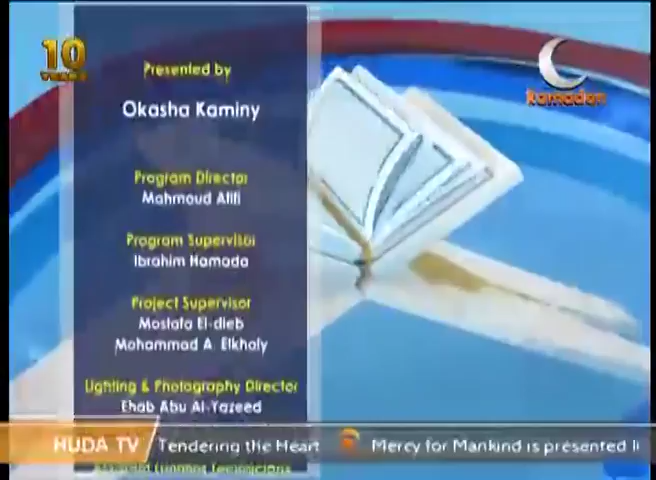 10
YEARS
Ramadan
Presented by
Okasha Kaminy
Program Director
Mahmoud Afifi
Program Supervisor
Ibrahim Hamada
Project Supervisor
Mostafa El-dieb
Mohammad A. Elkholy
Lighting & Photography Director
Ehab Abu Al-Yazeed
HUDA TV
Tendering the Heart
Mercy for Mankind is presented li